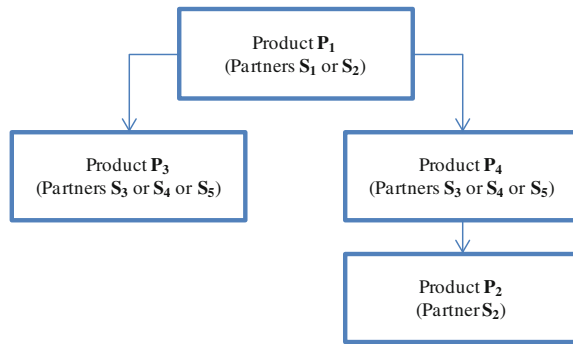 Product P₁
(Partners S₁ or S₂)
Product P₃
(Partners S₃ or S₄ or S₅)
Product P₄
(Partners S₃ or S₄ or S₅)
Product P₂
(Partner S₂)